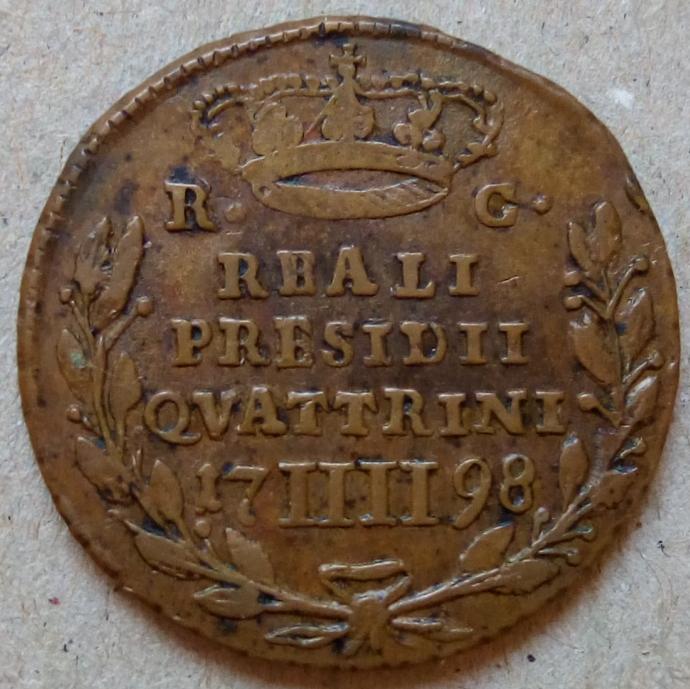 R. C.
REALI
PRESIDII
QVATTRINI
17 IIII 98